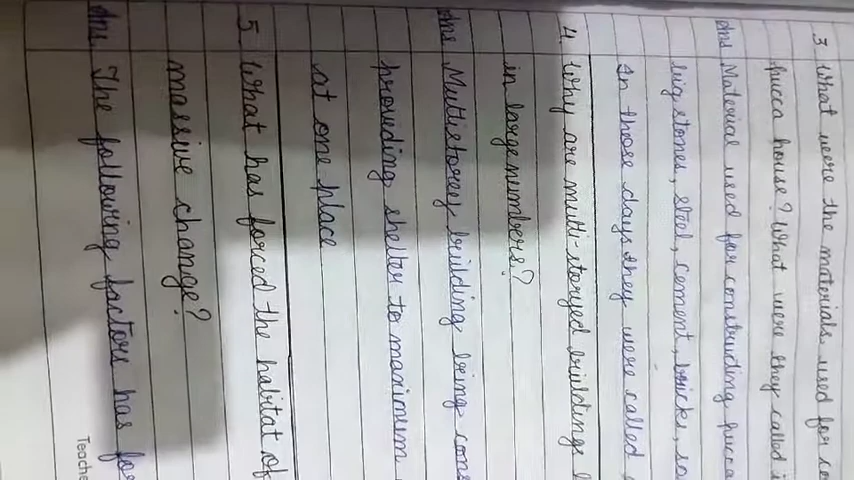 3 What were the materials used for
pucca house? What were they called
Ans Material used for constructing pucca
big stones, steel, cement, bricks,
In those days they were called
4. Why are multi-storyed buildings
in large numbers?
Ans Multistorey building being
providing shelter to maximum
at one place
5 What has forced the habitat of
massive change?
Ans. The following factors has
Teache